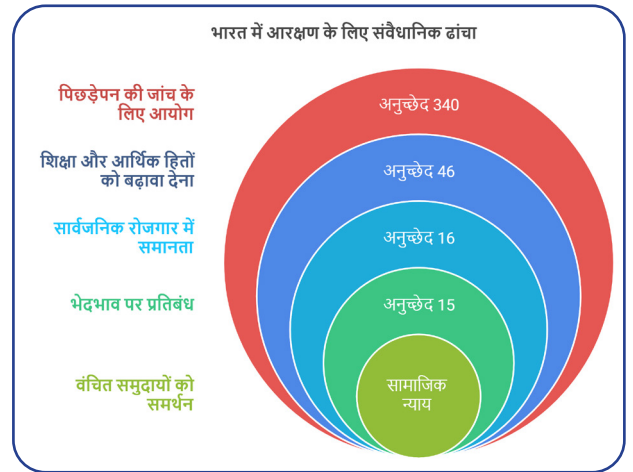 भारत में आरक्षण के लिए संवैधानिक ढांचा
पिछड़ेपन की जांच के
लिए आयोग
अनुच्छेद 340
शिक्षा और आर्थिक हितों
को बढ़ावा देना
अनुच्छेद 46
सार्वजनिक रोजगार में
समानता
अनुच्छेद 16
भेदभाव पर प्रतिबंध
अनुच्छेद 15
वंचित समुदायों को
समर्थन
सामाजिक
न्याय